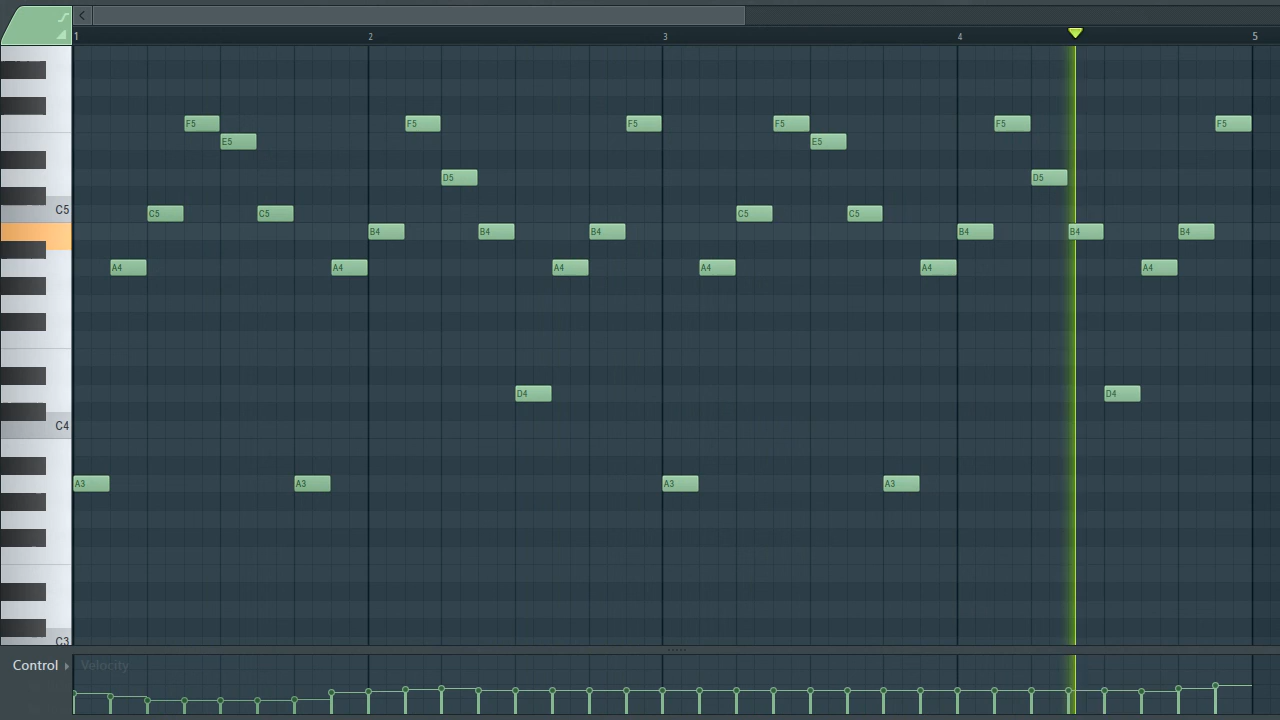 1 2 3 4 5
F5 F5 F5 F5 F5 F5
E5 E5
D5 D5
C5 C5 C5 C5 C5
B4 B4 B4 B4 B4 B4
A4 A4 A4 A4 A4 A4
D4 D4
C4
A3 A3 A3 A3
C3
Control Velocity